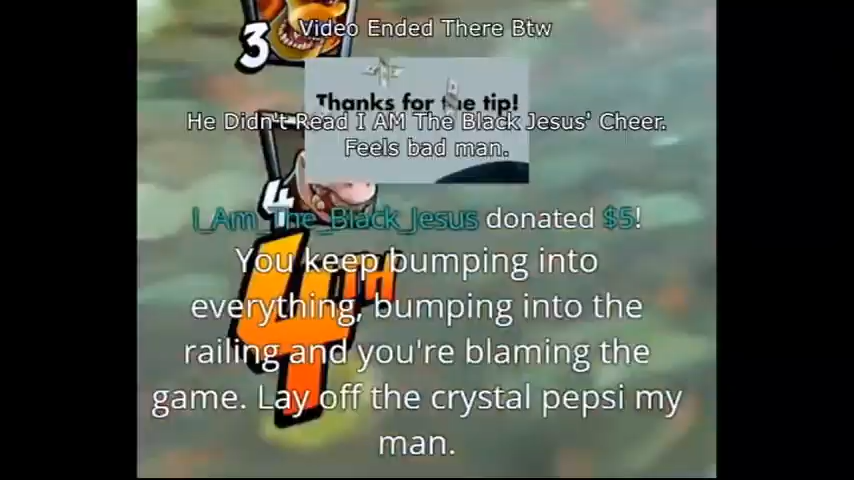 3
Video Ended There Btw
Thanks for the tip!
He Didn't Read I AM The Black Jesus' Cheer.
Feels bad man.
4
I_Am_The_Black_Jesus donated $5!
You keep bumping into
everything, bumping into the
railing and you're blaming the
game. Lay off the crystal pepsi my
man.
4TH